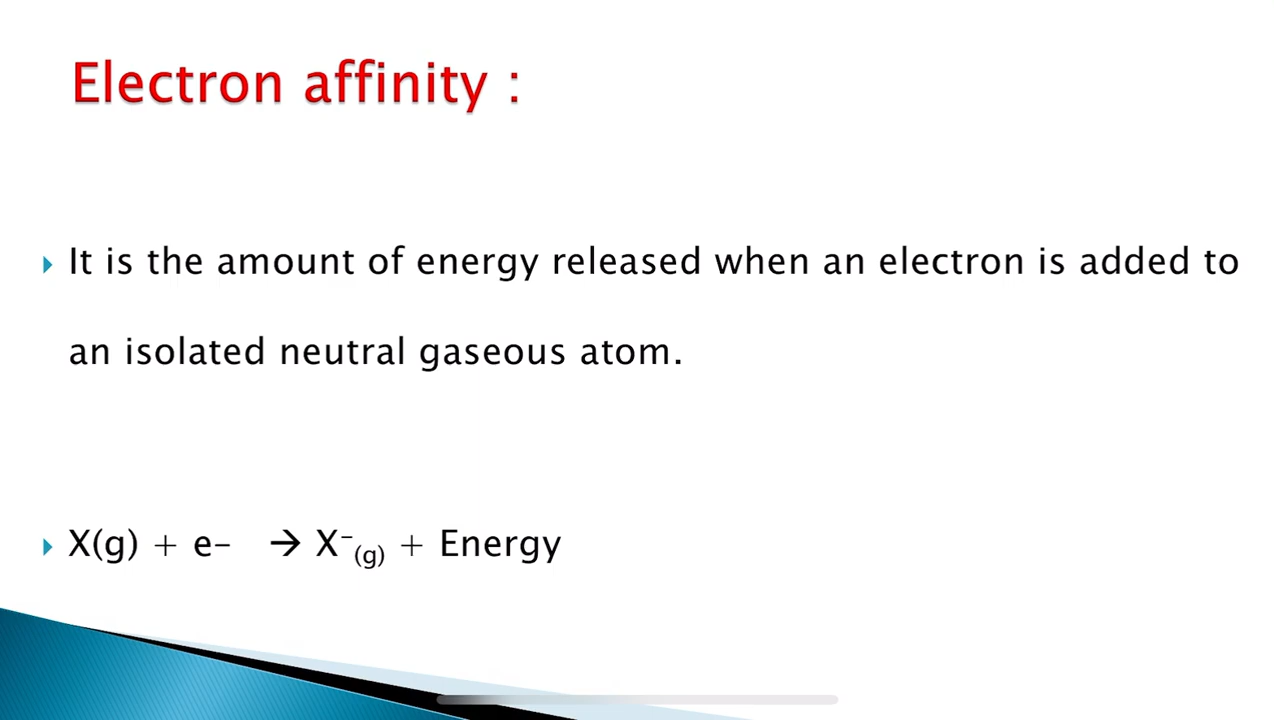 Electron affinity :
It is the amount of energy released when an electron is added to
an isolated neutral gaseous atom.
X(g) + e– → X⁻(g) + Energy